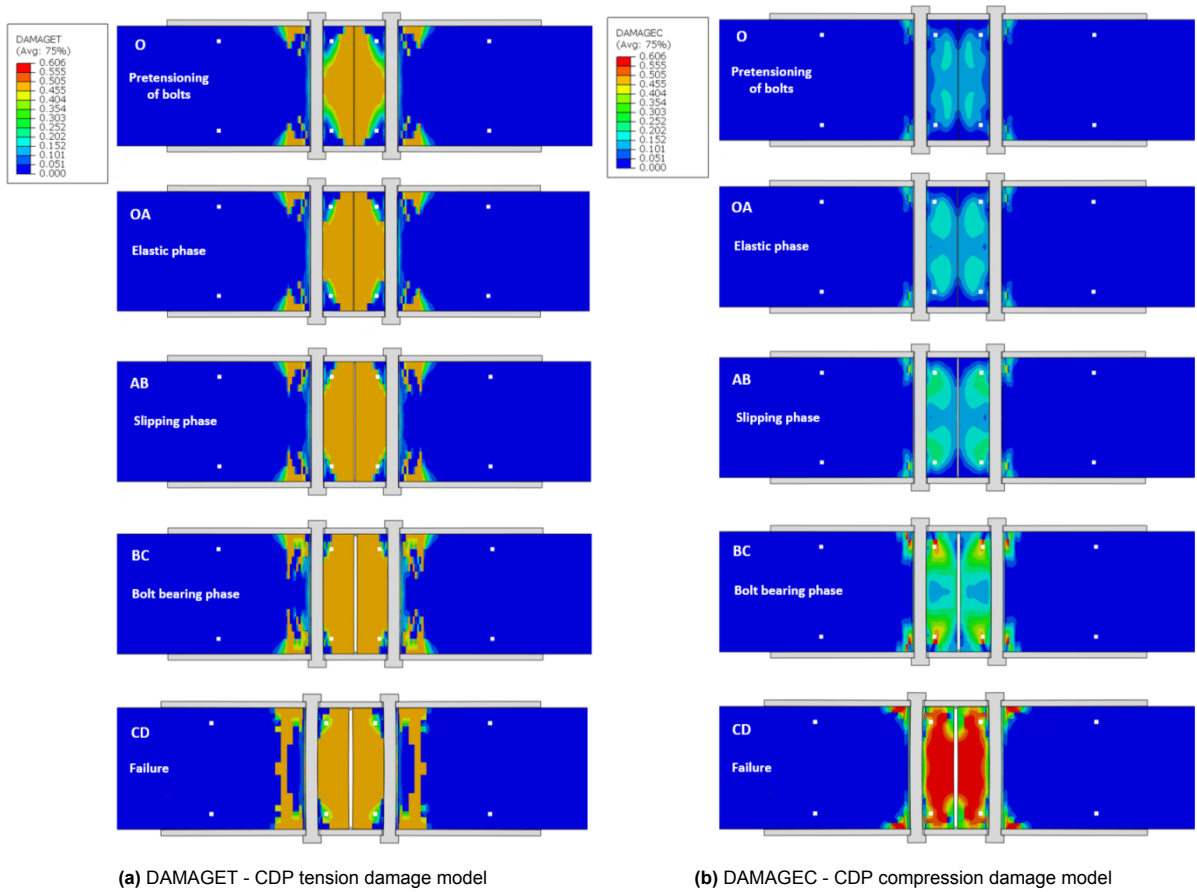 DAMAGET
(Avg: 75%)
0.606
0.555
0.505
0.455
0.404
0.354
0.303
0.252
0.202
0.152
0.101
0.051
0.000
O
Pretensioning
of bolts
OA
Elastic phase
AB
Slipping phase
BC
Bolt bearing phase
CD
Failure
(a) DAMAGET - CDP tension damage model
DAMAGEC
(Avg: 75%)
0.606
0.555
0.505
0.455
0.404
0.354
0.303
0.252
0.202
0.152
0.101
0.051
0.000
O
Pretensioning
of bolts
OA
Elastic phase
AB
Slipping phase
BC
Bolt bearing phase
CD
Failure
(b) DAMAGEC - CDP compression damage model